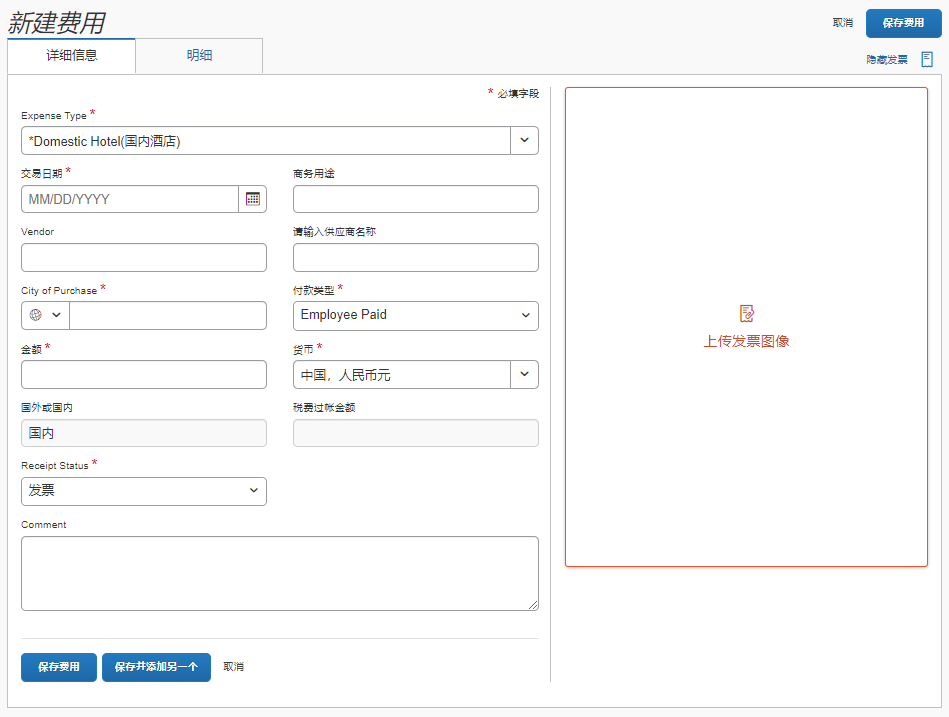 新建费用
取消
保存费用
详细信息
明细
隐藏发票
* 必填字段
Expense Type *
*Domestic Hotel(国内酒店)
交易日期 *
商务用途
MM/DD/YYYY
Vendor
请输入供应商名称
City of Purchase *
付款类型 *
Employee Paid
金额 *
货币 *
中国，人民币元
国外或国内
税费过帐金额
国内
Receipt Status *
发票
Comment
上传发票图像
保存费用
保存并添加另一个
取消